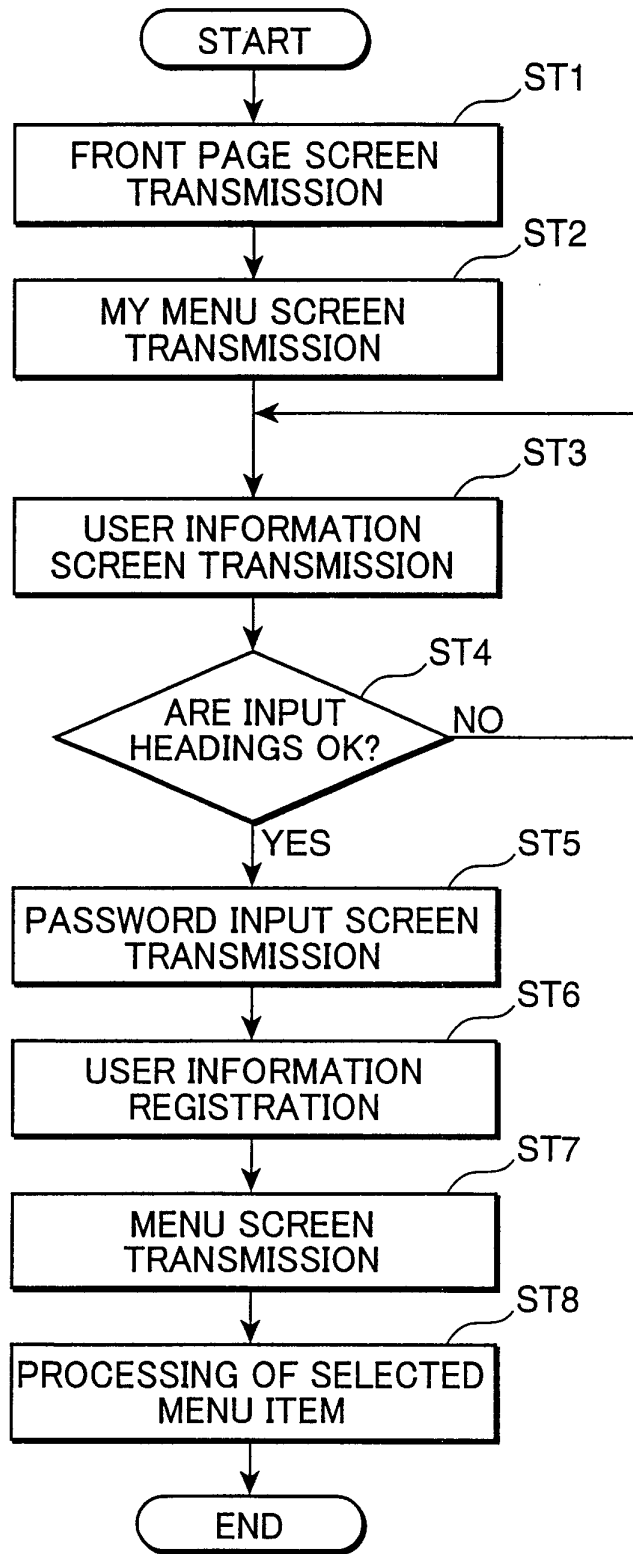 START
ST1
FRONT PAGE SCREEN
TRANSMISSION
ST2
MY MENU SCREEN
TRANSMISSION
ST3
USER INFORMATION
SCREEN TRANSMISSION
ST4
ARE INPUT
HEADINGS OK?
NO
YES
ST5
PASSWORD INPUT SCREEN
TRANSMISSION
ST6
USER INFORMATION
REGISTRATION
ST7
MENU SCREEN
TRANSMISSION
ST8
PROCESSING OF SELECTED
MENU ITEM
END